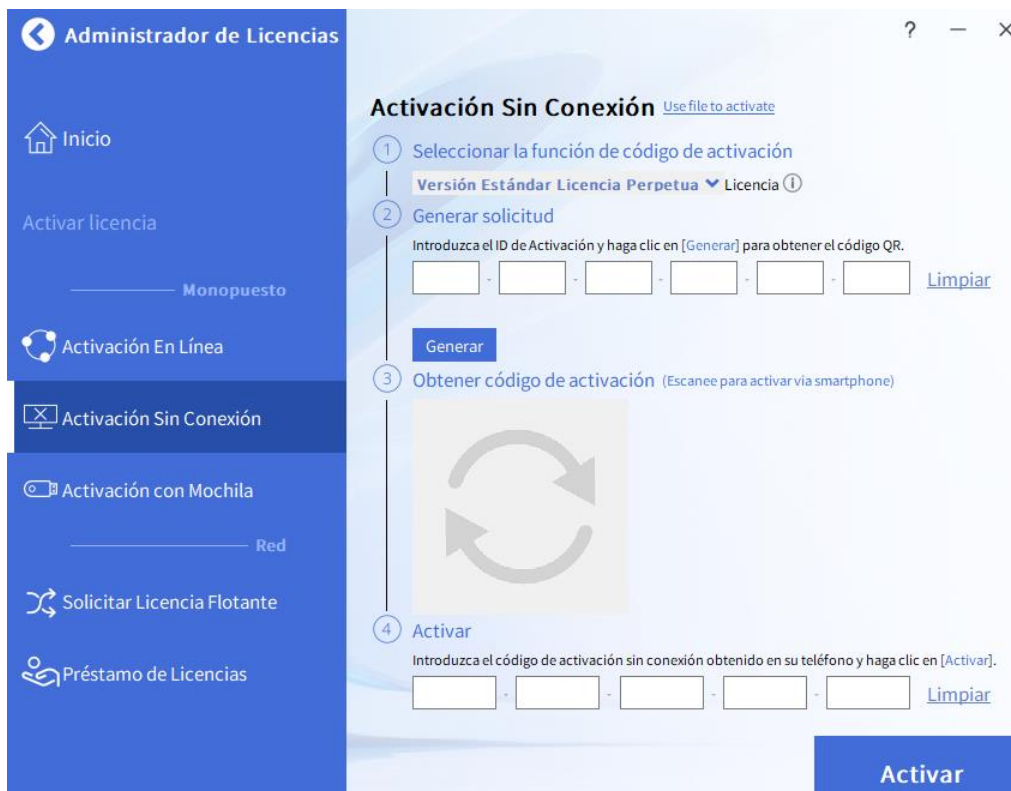 Administrador de Licencias
?
Inicio
Activar licencia
Monopuesto
Activación En Línea
Activación Sin Conexión
Activación con Mochila
Red
Solicitar Licencia Flotante
Préstamo de Licencias
Activación Sin Conexión Use file to activate
1 Seleccionar la función de código de activación
Versión Estándar Licencia Perpetua Licencia
2 Generar solicitud
Introduzca el ID de Activación y haga clic en [Generar] para obtener el código QR.
- - - - - Limpiar
Generar
3 Obtener código de activación (Escanee para activar via smartphone)
4 Activar
Introduzca el código de activación sin conexión obtenido en su teléfono y haga clic en [Activar].
- - - - Limpiar
Activar